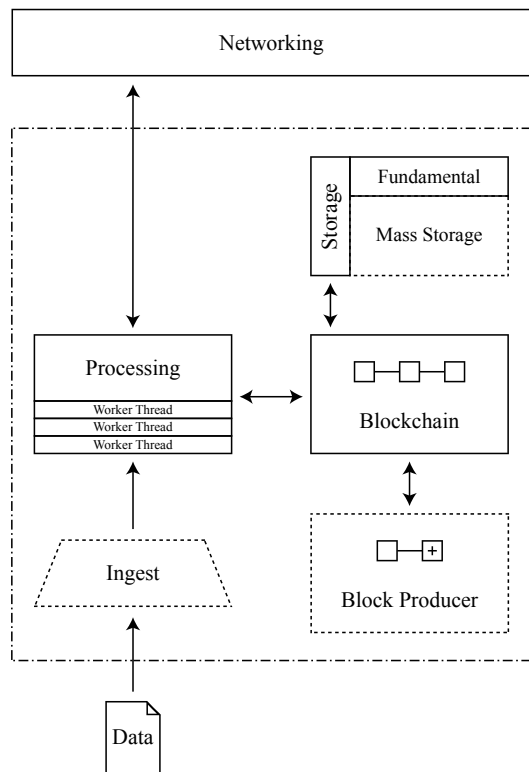 Networking
Storage
Fundamental
Mass Storage
Processing
Worker Thread
Worker Thread
Worker Thread
Blockchain
Ingest
Block Producer
Data